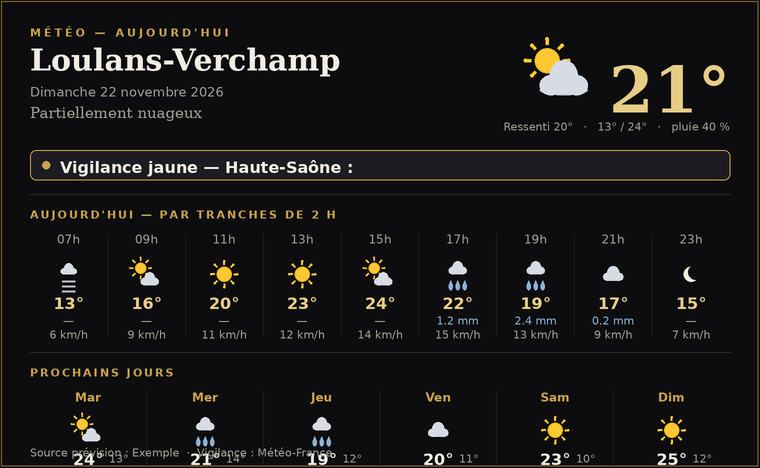 MÉTÉO — AUJOURD'HUI
Loulans-Verchamp
Dimanche 22 novembre 2026
Partiellement nuageux
21°
Ressenti 20° · 13° / 24° · pluie 40 %
Vigilance jaune — Haute-Saône :
AUJOURD'HUI — PAR TRANCHES DE 2 H
07h 09h 11h 13h 15h 17h 19h 21h 23h
13° 16° 20° 23° 24° 22° 19° 17° 15°
— — — — — 1.2 mm 2.4 mm 0.2 mm —
6 km/h 9 km/h 11 km/h 12 km/h 14 km/h 15 km/h 13 km/h 9 km/h 7 km/h
PROCHAINS JOURS
Mar Mer Jeu Ven Sam Dim
Source prévision : Exemple · Vigilance : Météo-France
24° 13° 21° 14° 19° 12° 20° 11° 23° 10° 25° 12°